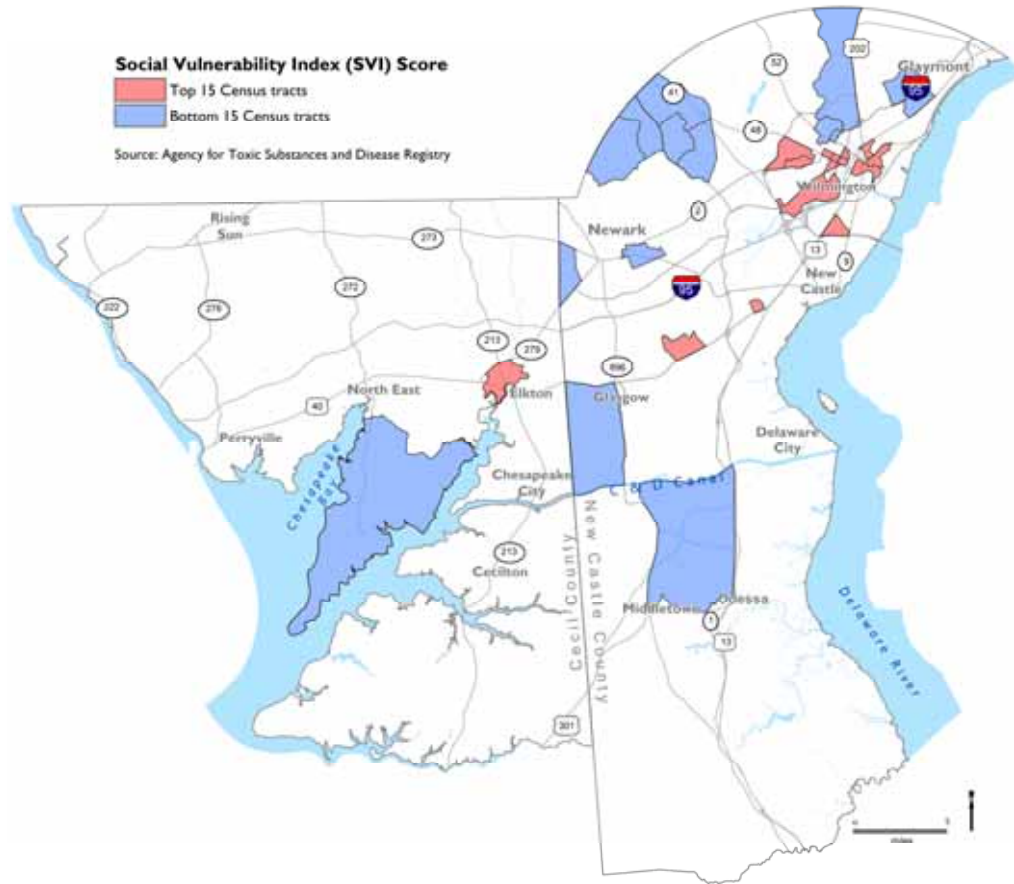 Social Vulnerability Index (SVI) Score
Top 15 Census tracts
Bottom 15 Census tracts
Source: Agency for Toxic Substances and Disease Registry
202
52
Claymont
95
41
48
Wilmington
Rising
Sun
273
Newark
2
13
9
New
Castle
95
222
276
272
213
279
896
North East
Elkton
Glasgow
40
Perryville
Delaware
City
Chesapeake
Bay
Chesapeake
City
C & D Canal
213
Cecilton
Cecil County
New Castle County
Middletown
Odessa
1
13
Delaware River
301
miles